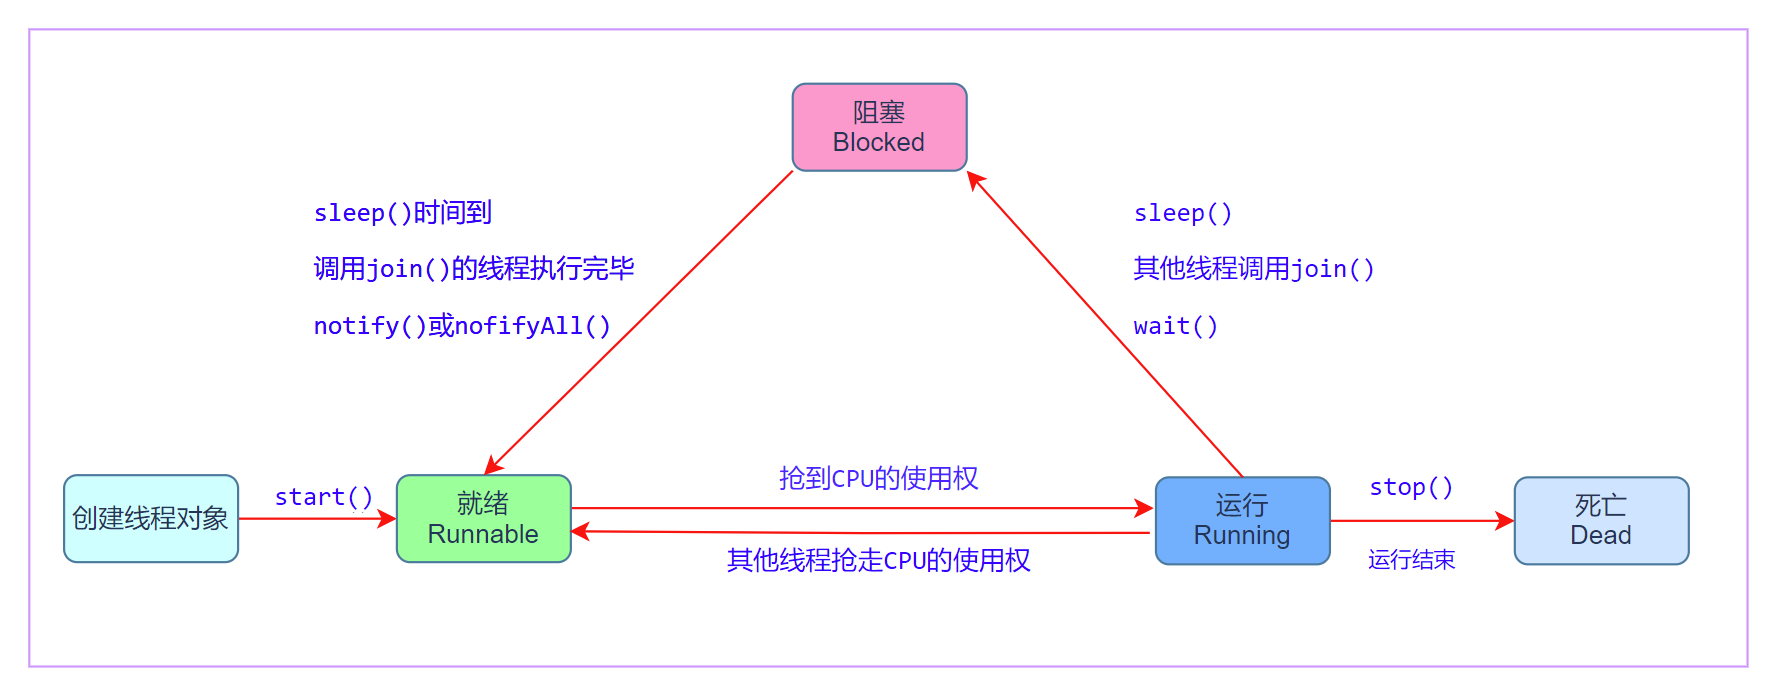 阻塞
Blocked
sleep()时间到
调用join()的线程执行完毕
notify()或nofifyAll()
sleep()
其他线程调用join()
wait()
创建线程对象
start()
就绪
Runnable
抢到CPU的使用权
其他线程抢走CPU的使用权
运行
Running
stop()
运行结束
死亡
Dead